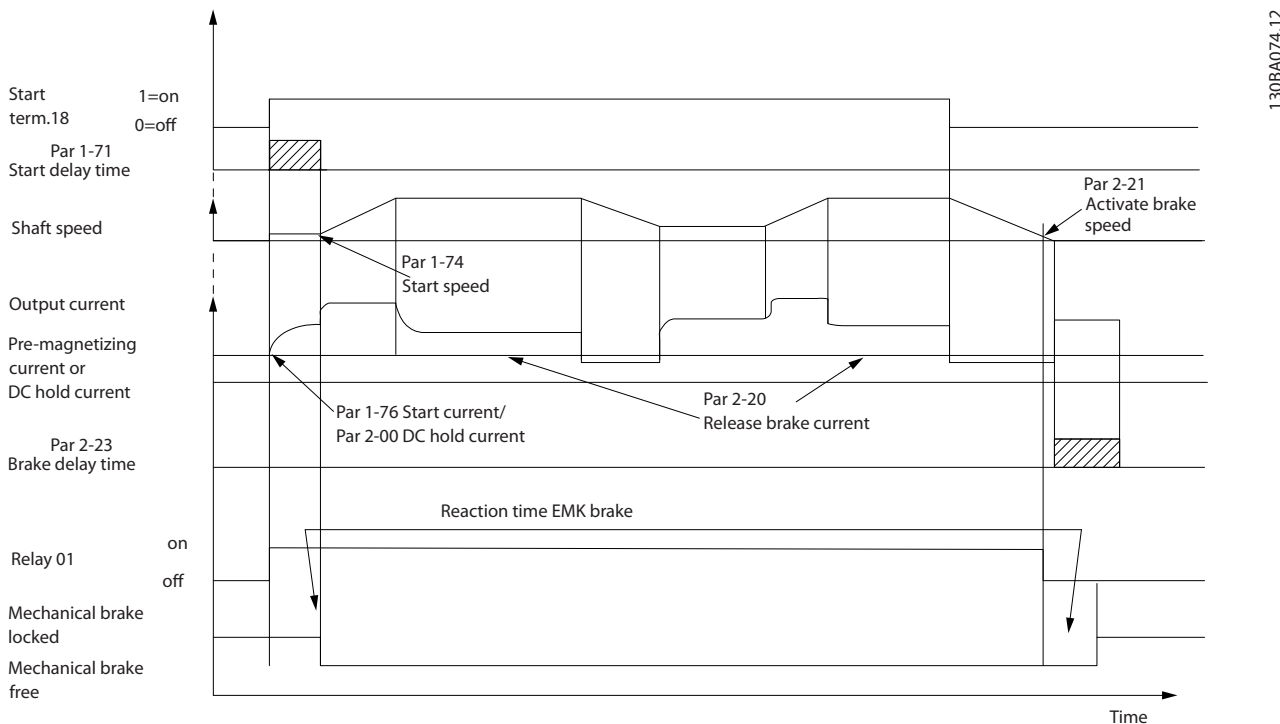 130BA074.12
Start 1=on
term.18 0=off
Par 1-71
Start delay time
Par 2-21
Activate brake
speed
Shaft speed
Par 1-74
Start speed
Output current
Pre-magnetizing
current or
DC hold current
Par 1-76 Start current/
Par 2-00 DC hold current
Par 2-20
Release brake current
Par 2-23
Brake delay time
Reaction time EMK brake
on
Relay 01
off
Mechanical brake
locked
Mechanical brake
free
Time